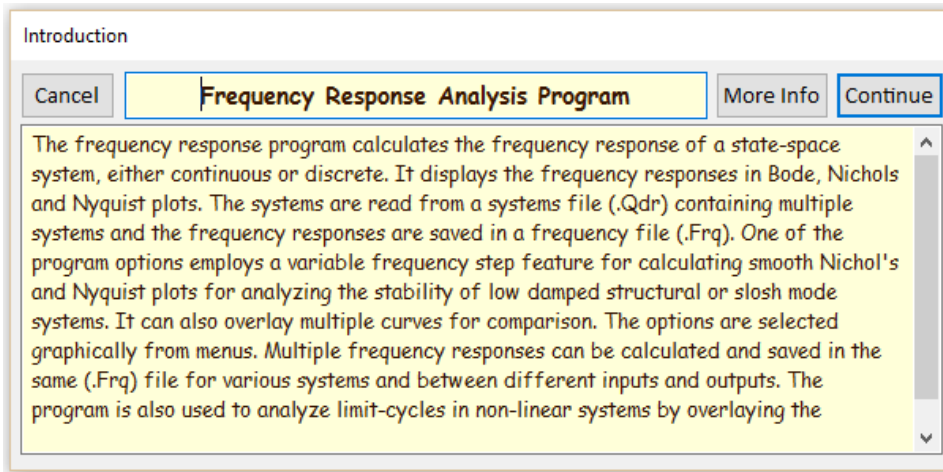 Introduction
Cancel Frequency Response Analysis Program More Info Continue
The frequency response program calculates the frequency response of a state-space
system, either continuous or discrete. It displays the frequency responses in Bode, Nichols
and Nyquist plots. The systems are read from a systems file (.Qdr) containing multiple
systems and the frequency responses are saved in a frequency file (.Frq). One of the
program options employs a variable frequency step feature for calculating smooth Nichol's
and Nyquist plots for analyzing the stability of low damped structural or slosh mode
systems. It can also overlay multiple curves for comparison. The options are selected
graphically from menus. Multiple frequency responses can be calculated and saved in the
same (.Frq) file for various systems and between different inputs and outputs. The
program is also used to analyze limit-cycles in non-linear systems by overlaying the